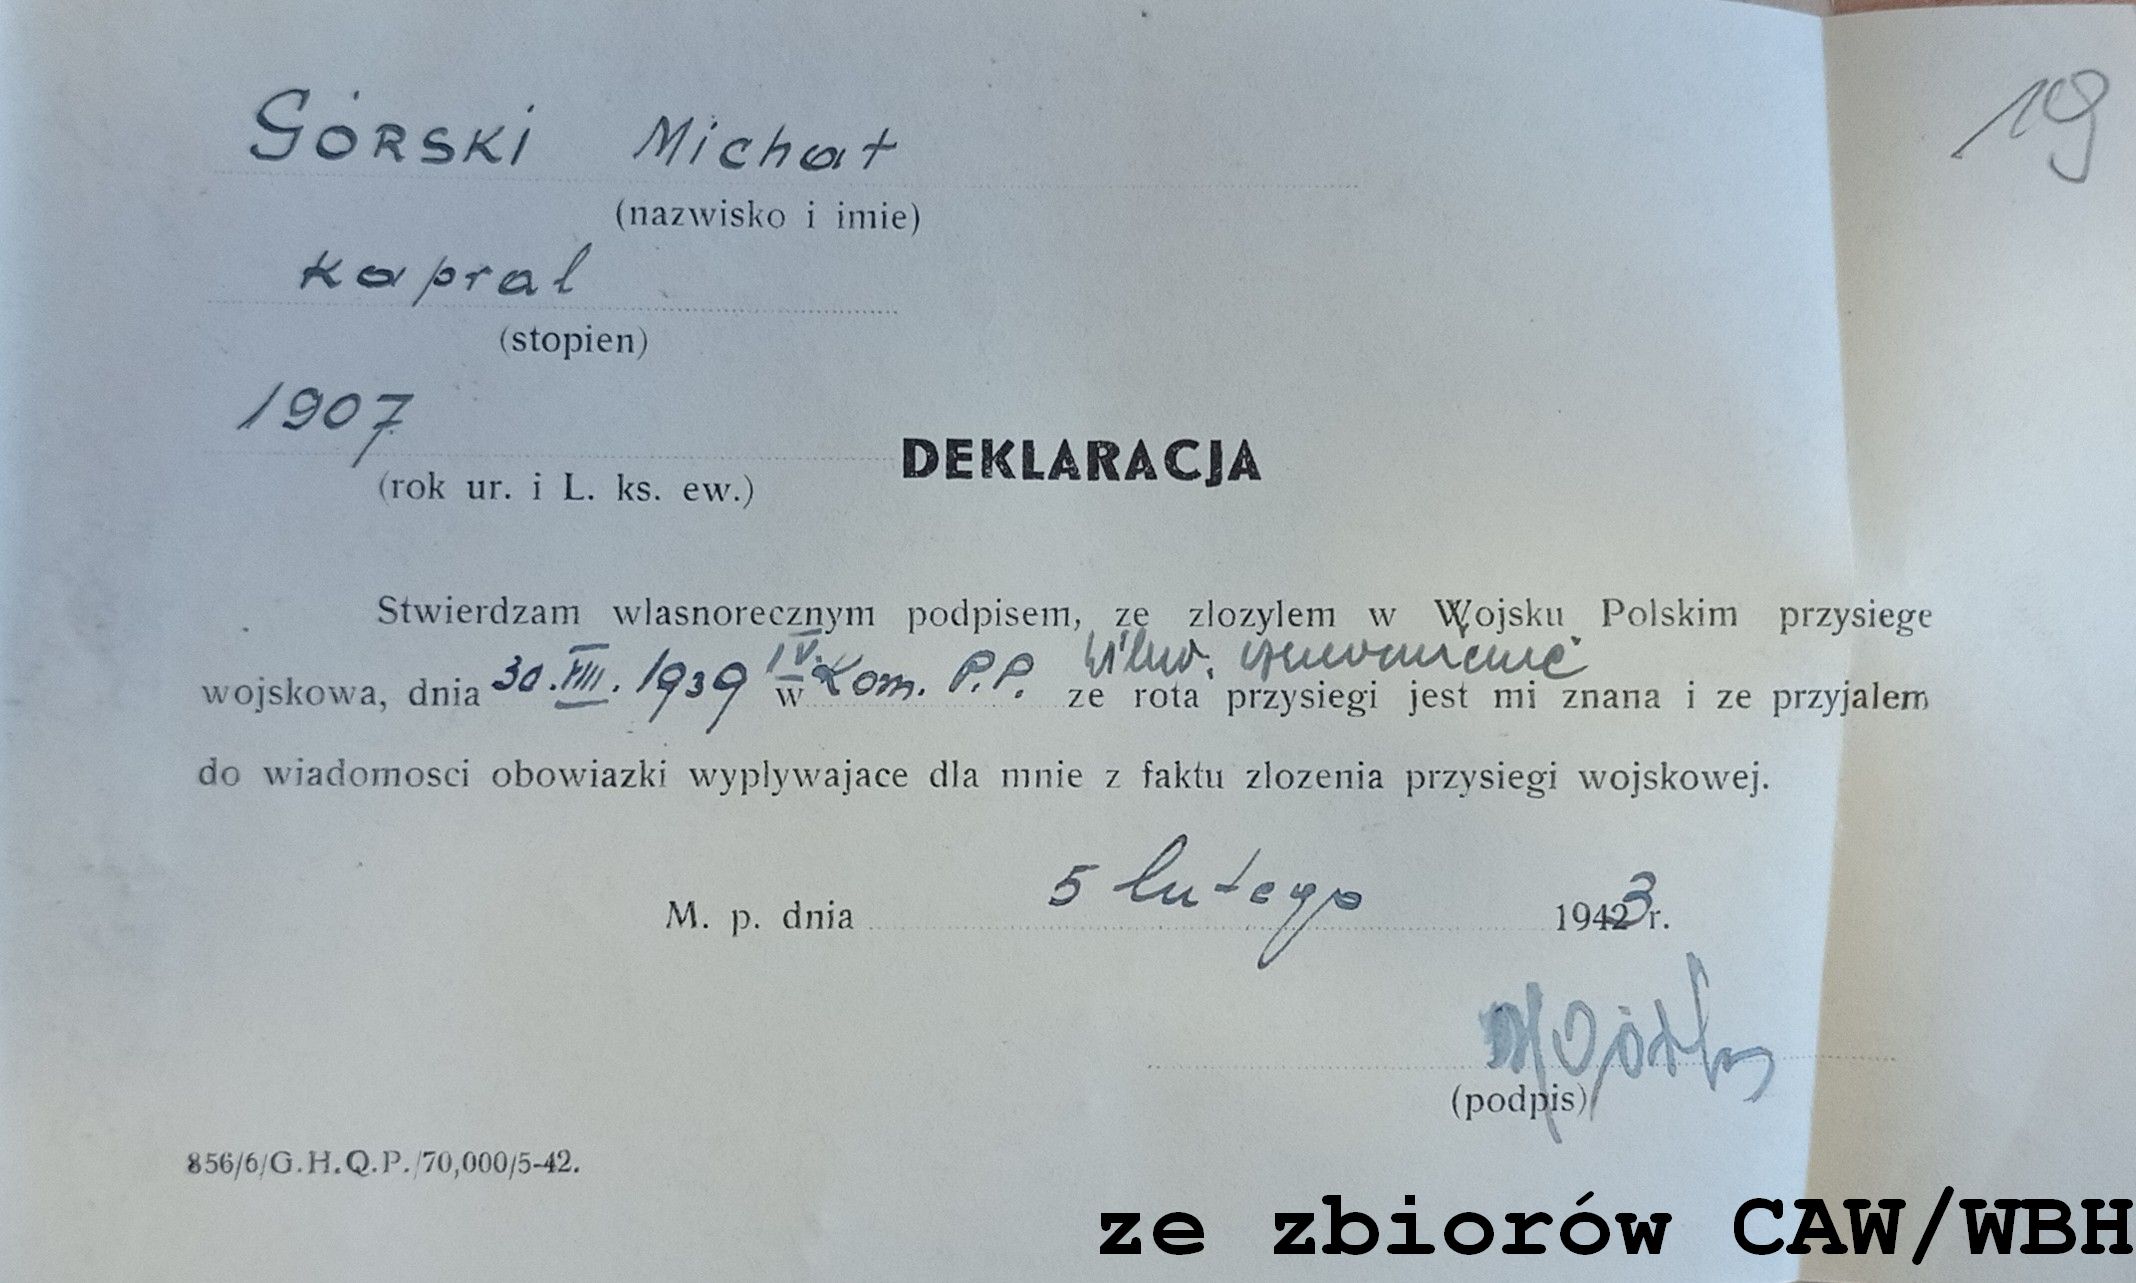 19
GÓRSKI Michał
(nazwisko i imie)
kapral
(stopien)
1907
(rok ur. i L. ks. ew.)
DEKLARACJA
Stwierdzam wlasnorecznym podpisem, ze zlozylem w Wojsku Polskim przysiege
wojskowa, dnia 30.VIII.1939 w IV. Kom. P.P. Wilno, ze rota przysiegi jest mi znana i ze przyjalem
do wiadomosci obowiazki wyplywajace dla mnie z faktu zlozenia przysiegi wojskowej.
M. p. dnia 5 lutego 1943 r.
(podpis)
856/6/G.H.Q.P./70,000/5-42.
ze zbiorów CAW/WBH